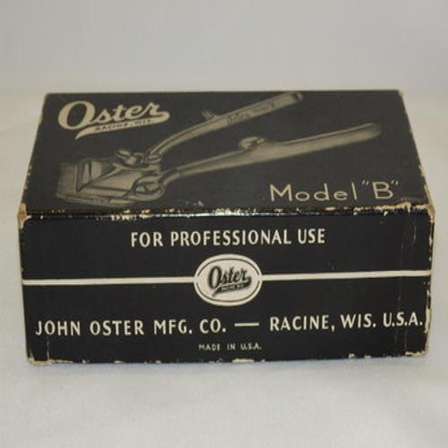 Oster
RACINE, WIS.
Model "B"
FOR PROFESSIONAL USE
Oster
JOHN OSTER MFG. CO. — RACINE, WIS. U.S.A.
MADE IN U.S.A.